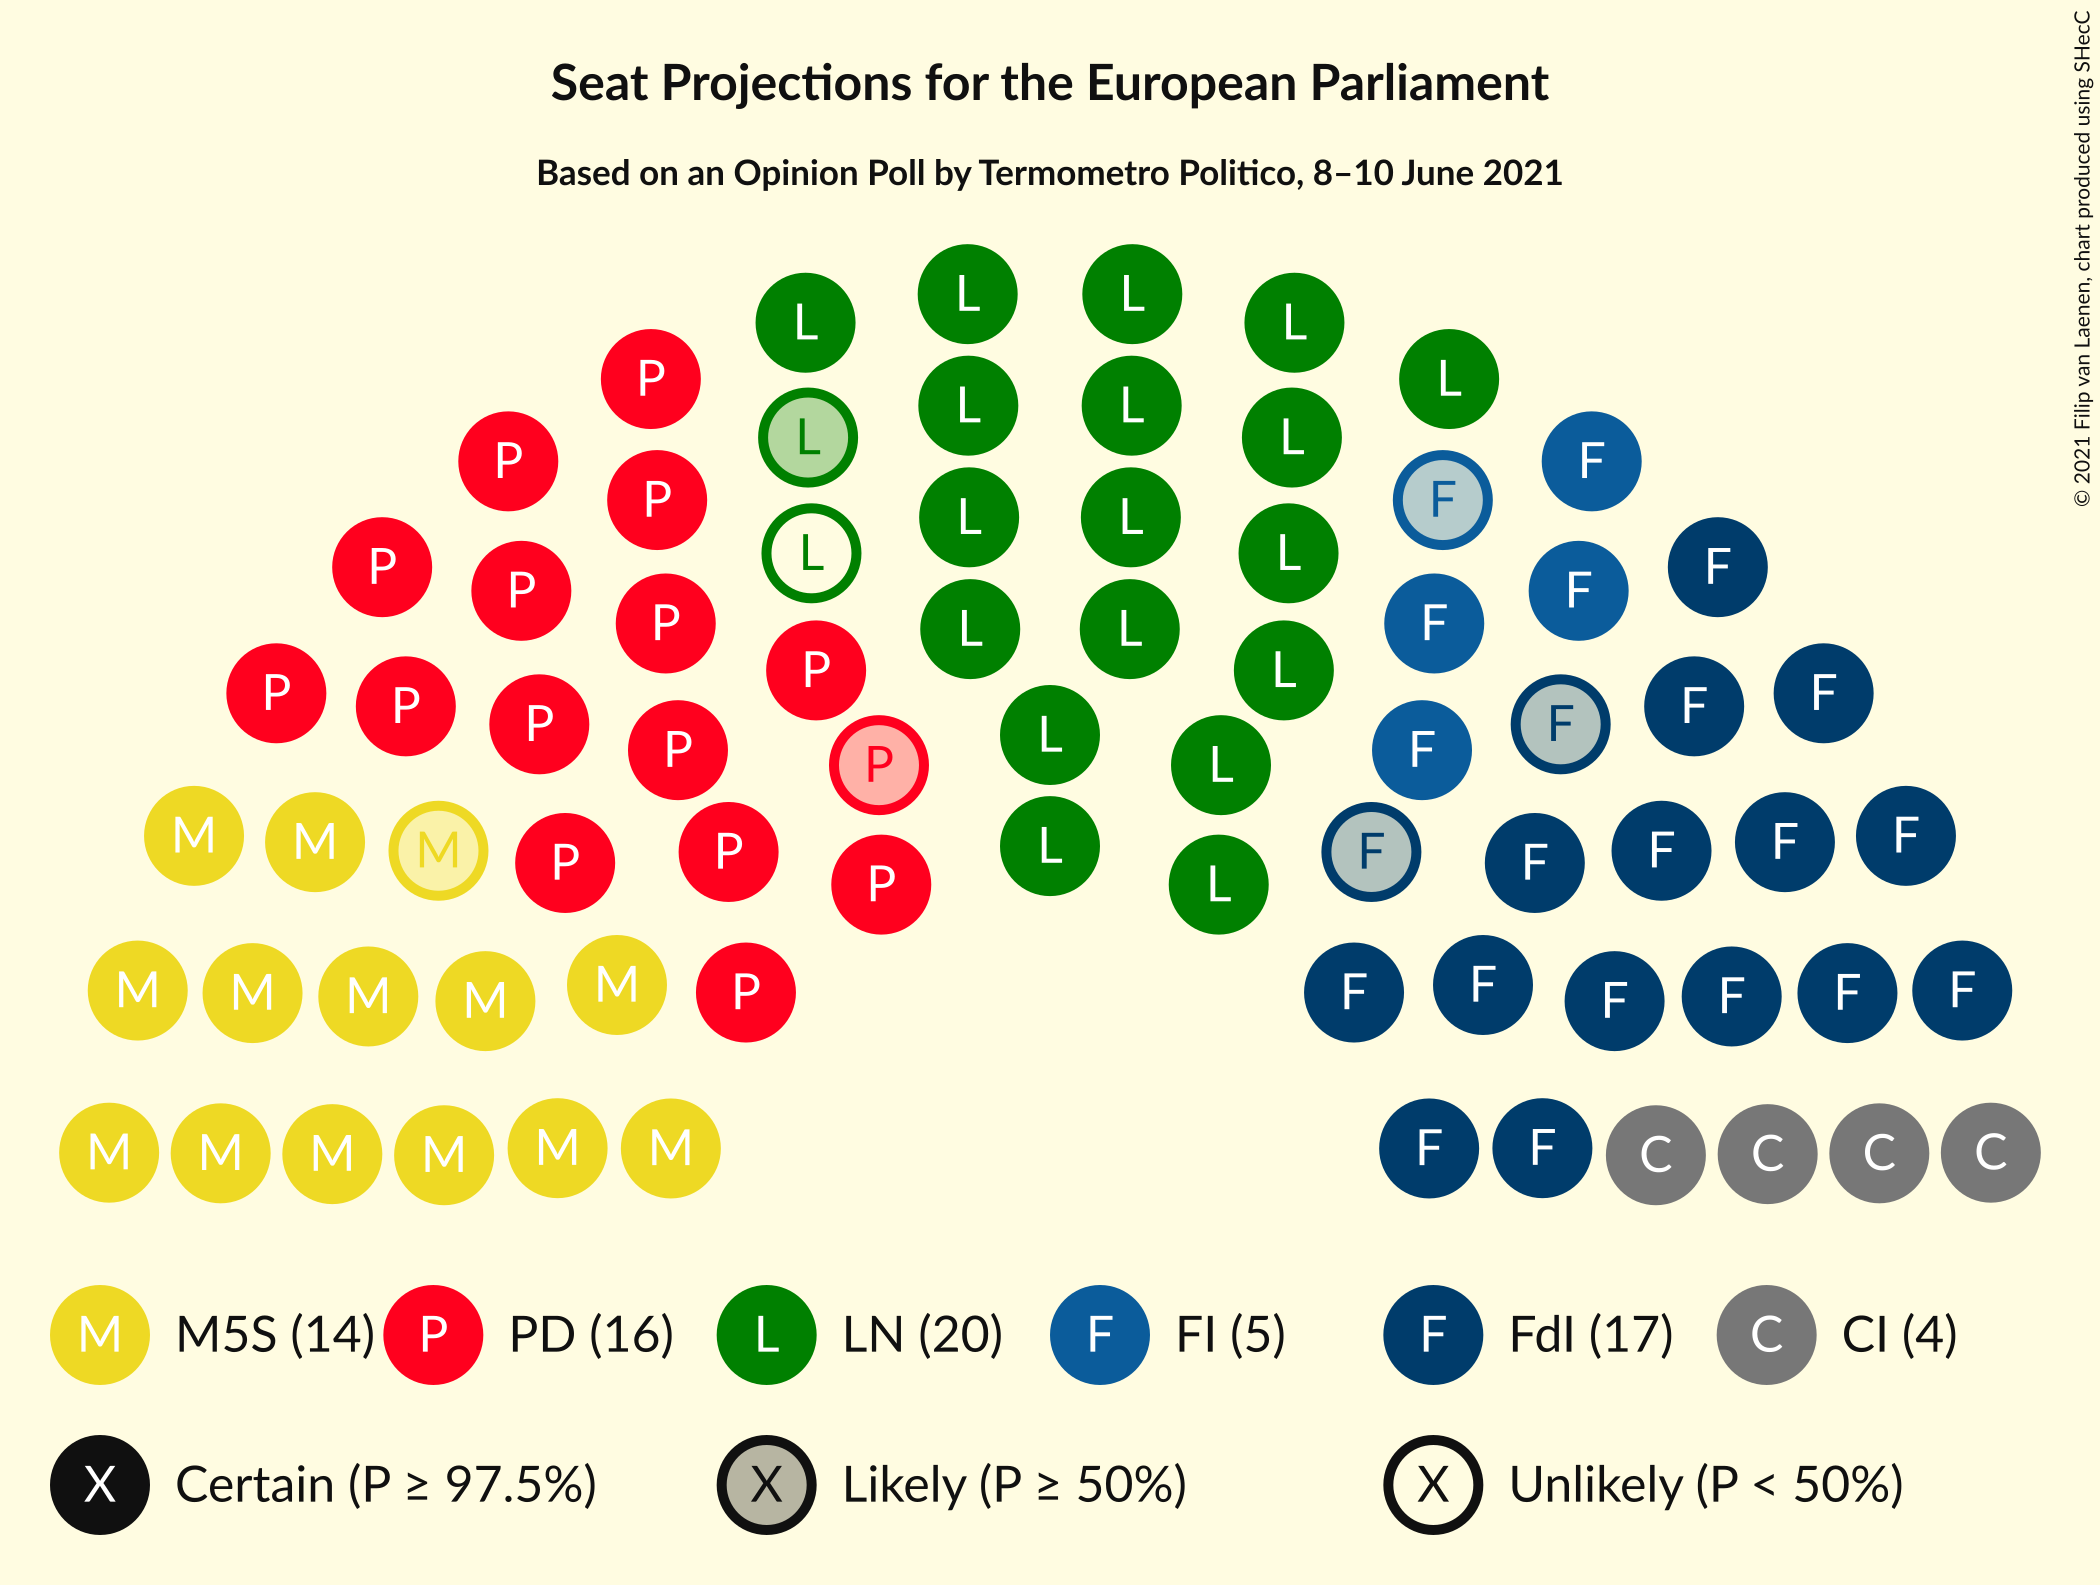 Seat Projections for the European Parliament
Based on an Opinion Poll by Termometro Politico, 8–10 June 2021
© 2021 Filip van Laenen, chart produced using SHecC
L L
L L
P L
L L
L L
P F
L L
P F
L L
L L
P F
P F
P F
L L
P L
P F
P P F F
P L F
P L
L
M M F F
L
M P P F F F
P L
M M M M M P F F F F F F
M M M M M M F F C C C C
M M5S (14) P PD (16) L LN (20) F FI (5) F FdI (17) C CI (4)
X Certain (P ≥ 97.5%) X Likely (P ≥ 50%) X Unlikely (P < 50%)